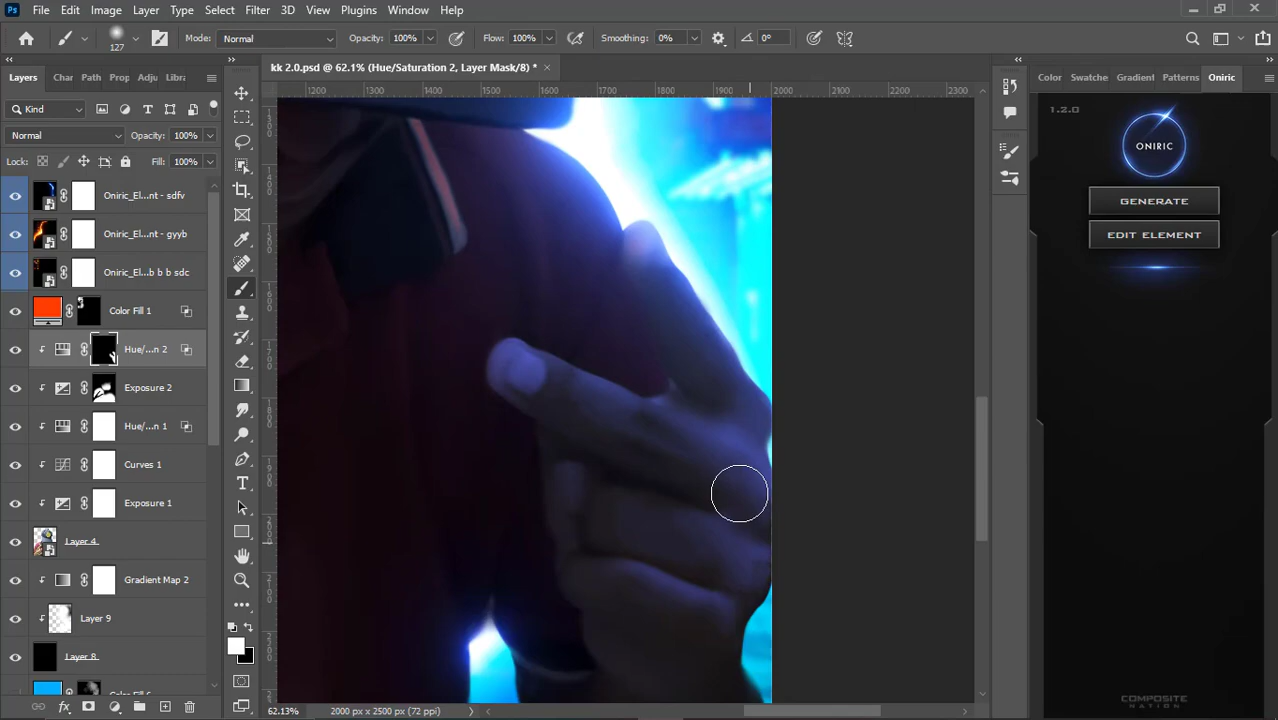 Ps File Edit Image Layer Type Select Filter 3D View Plugins Window Help
127 Mode: Normal Opacity: 100% Flow: 100% Smoothing: 0% 0°
Layers Char Path Prop Adju Libra
kk 2.0.psd @ 62.1% (Hue/Saturation 2, Layer Mask/8) *
Color Swatche Gradient Patterns Oniric
1200 1300 1400 1500 1600 1700 1800 1900 2000 2100 2200 2300
Kind
Normal Opacity: 100%
Lock: Fill: 100%
Oniric_El...nt - sdfv
Oniric_El...nt - gyyb
Oniric_El...b b b sdc
Color Fill 1
Hue/...n 2
Exposure 2
Hue/...n 1
Curves 1
Exposure 1
Layer 4
Gradient Map 2
Layer 9
Layer 8
1.2.0
ONIRIC
GENERATE
EDIT ELEMENT
COMPOSITE
NATION
62.13% 2000 px x 2500 px (72 ppi)